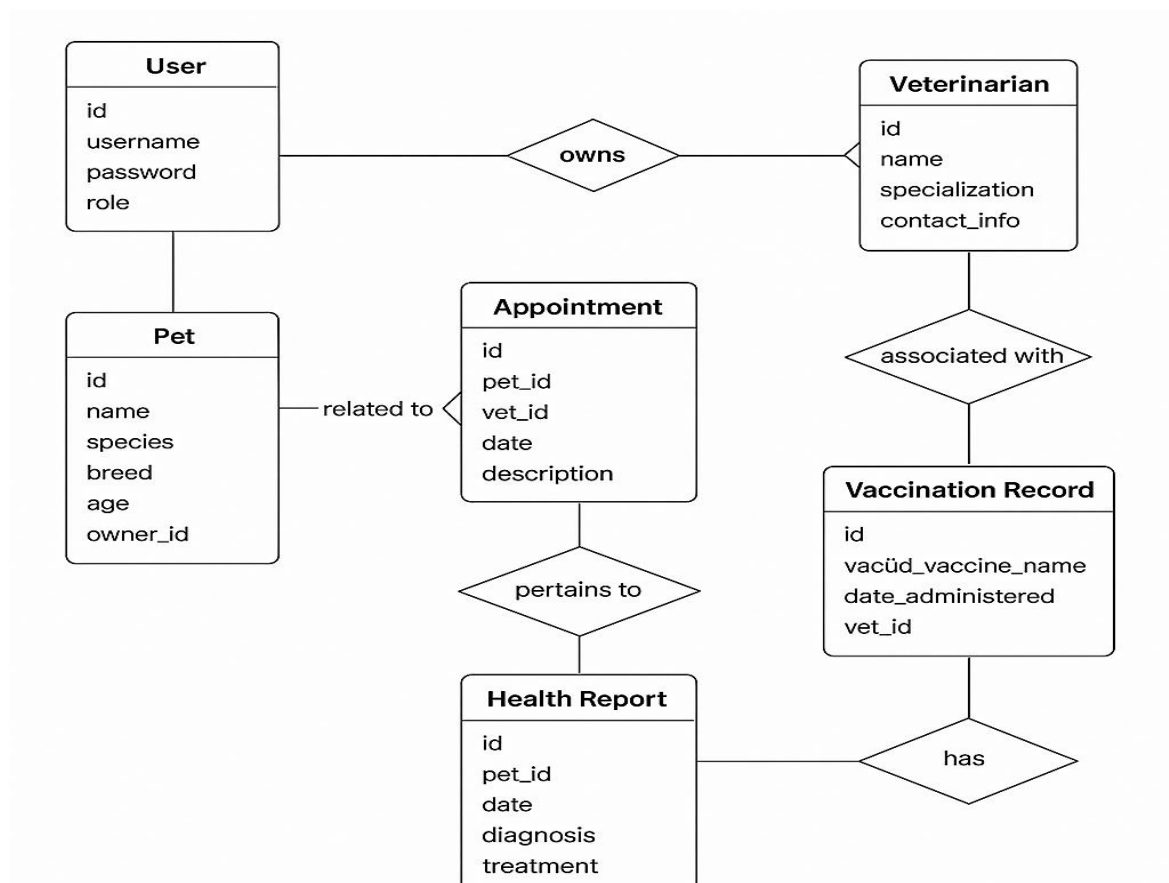 User
id
username
password
role
owns
Veterinarian
id
name
specialization
contact_info
Pet
id
name
species
breed
age
owner_id
related to
Appointment
id
pet_id
vet_id
date
description
associated with
pertains to
Vaccination Record
id
vacüd_vaccine_name
date_administered
vet_id
Health Report
id
pet_id
date
diagnosis
treatment
has